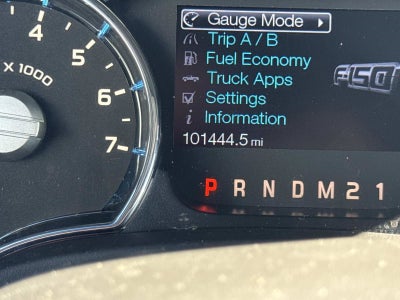 Gauge Mode
Trip A / B
Fuel Economy
Truck Apps
Settings
i Information
101444.5 mi
F150
4
5
6
7
X 1000
P R N D M 2 1